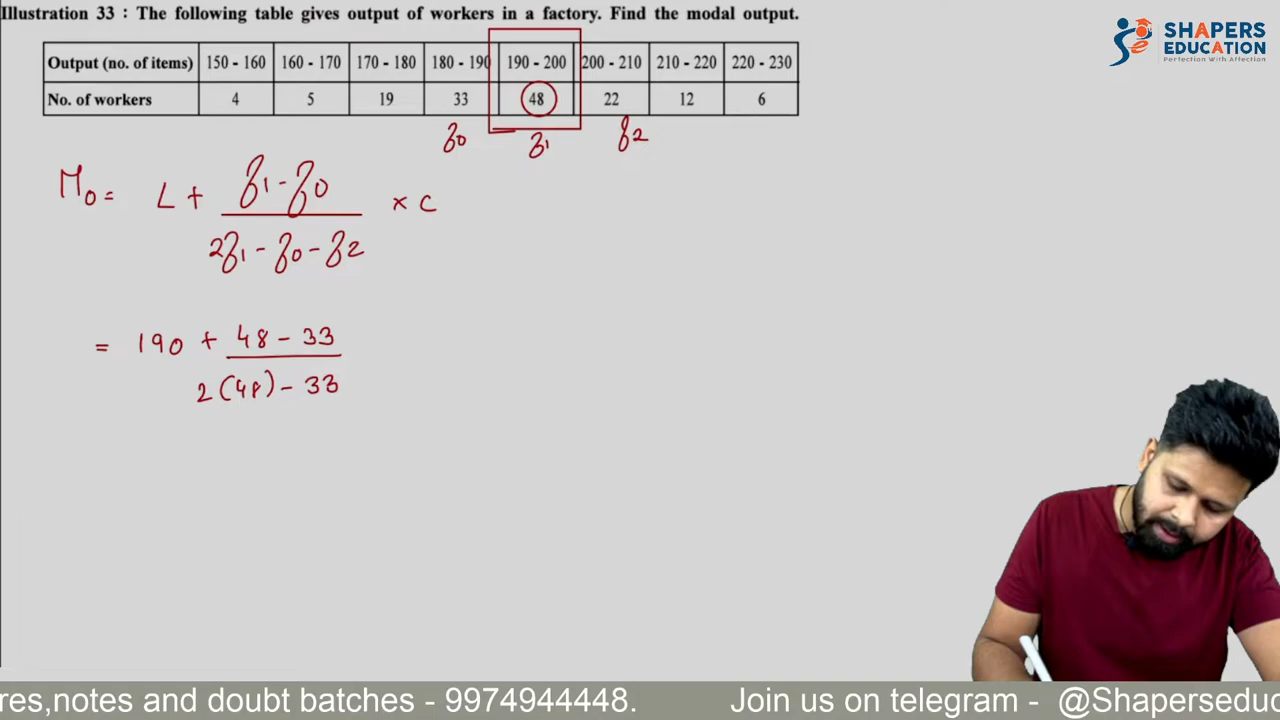 Illustration 33 : The following table gives output of workers in a factory. Find the modal output.
SHAPERS
EDUCATION
Perfection With Affection
Output (no. of items) 150 - 160 160 - 170 170 - 180 180 - 190 190 - 200 200 - 210 210 - 220 220 - 230
No. of workers 4 5 19 33 48 22 12 6
f0 f1 f2
M0 = L + f1 - f0 × C
2f1 - f0 - f2
= 190 + 48 - 33
2(48) - 33
res,notes and doubt batches - 9974944448. Join us on telegram - @Shaperseduc